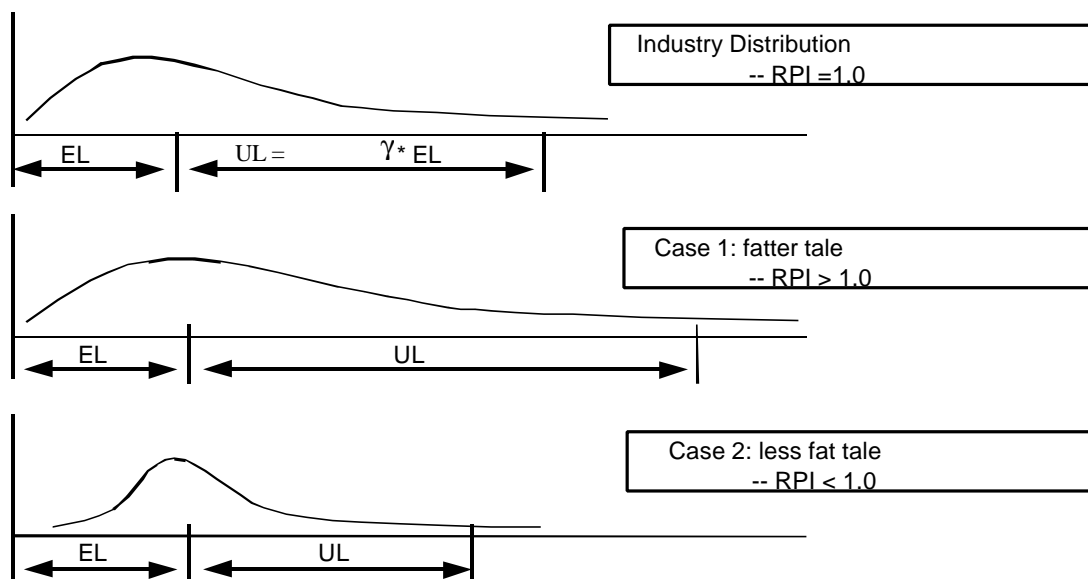 Industry Distribution
-- RPI =1.0
EL
UL = γ* EL
Case 1: fatter tale
-- RPI > 1.0
EL
UL
Case 2: less fat tale
-- RPI < 1.0
EL
UL